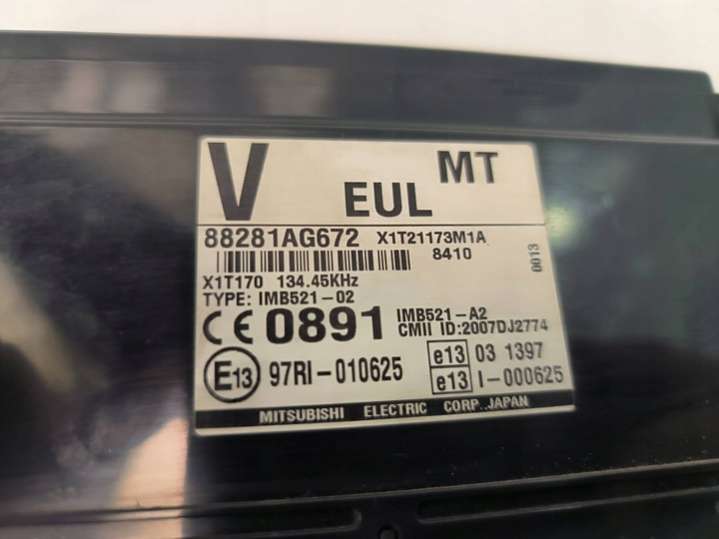 V
MT
EUL
88281AG672 X1T21173M1A
8410
0013
X1T170 134.45KHz
TYPE: IMB521-02
CE 0891 IMB521-A2
CMII ID:2007DJ2774
E13 97RI-010625
e13 03 1397
e13 I-000625
MITSUBISHI ELECTRIC CORP. JAPAN